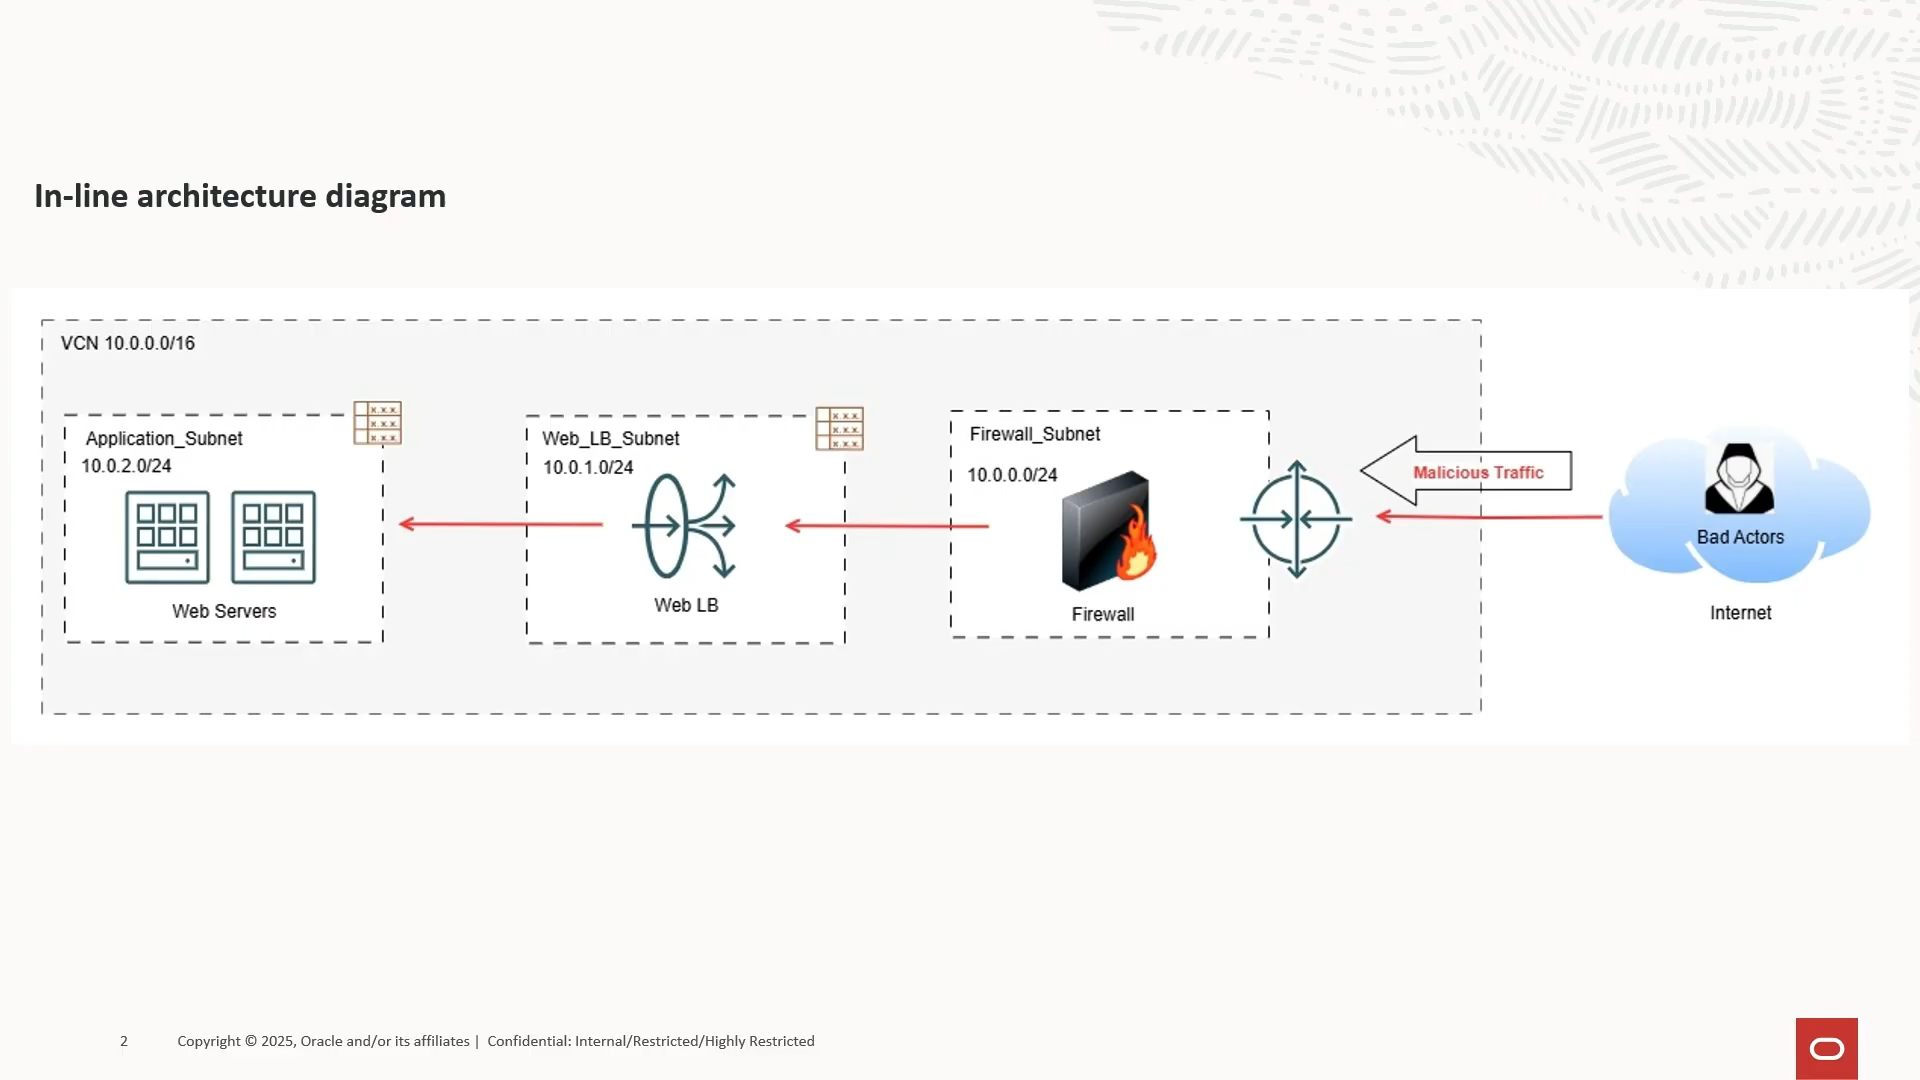 In-line architecture diagram
VCN 10.0.0.0/16
Application_Subnet
10.0.2.0/24
Web Servers
x.x.x.
x.x.x.
x.x.x.
Web_LB_Subnet
10.0.1.0/24
Web LB
x.x.x.
x.x.x.
x.x.x.
Firewall_Subnet
10.0.0.0/24
Firewall
Malicious Traffic
Bad Actors
Internet
2
Copyright © 2025, Oracle and/or its affiliates | Confidential: Internal/Restricted/Highly Restricted